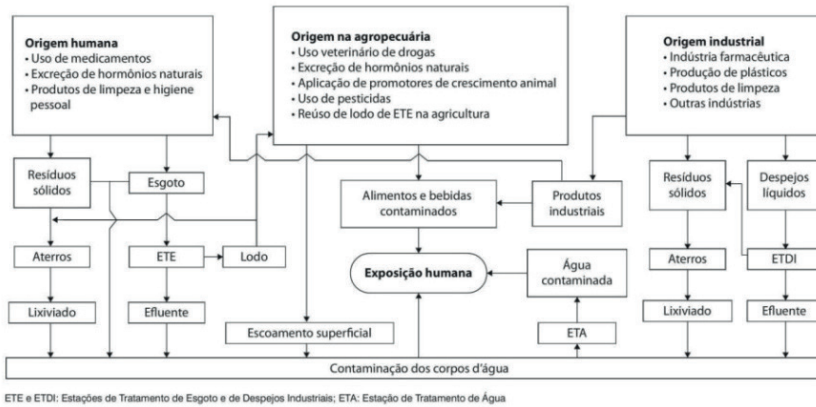 Origem humana
• Uso de medicamentos
• Excreção de hormônios naturais
• Produtos de limpeza e higiene
pessoal
Origem na agropecuária
• Uso veterinário de drogas
• Excreção de hormônios naturais
• Aplicação de promotores de crescimento animal
• Uso de pesticidas
• Reúso de lodo de ETE na agricultura
Origem industrial
• Indústria farmacêutica
• Produção de plásticos
• Produtos de limpeza
• Outras indústrias
Resíduos
sólidos
Esgoto
Alimentos e bebidas
contaminados
Produtos
industriais
Resíduos
sólidos
Despejos
líquidos
Aterros
ETE
Lodo
Exposição humana
Água
contaminada
Aterros
ETDI
Lixiviado
Efluente
Escoamento superficial
ETA
Lixiviado
Efluente
Contaminação dos corpos d'água
ETE e ETDI: Estações de Tratamento de Esgoto e de Despejos Industriais; ETA: Estação de Tratamento de Água